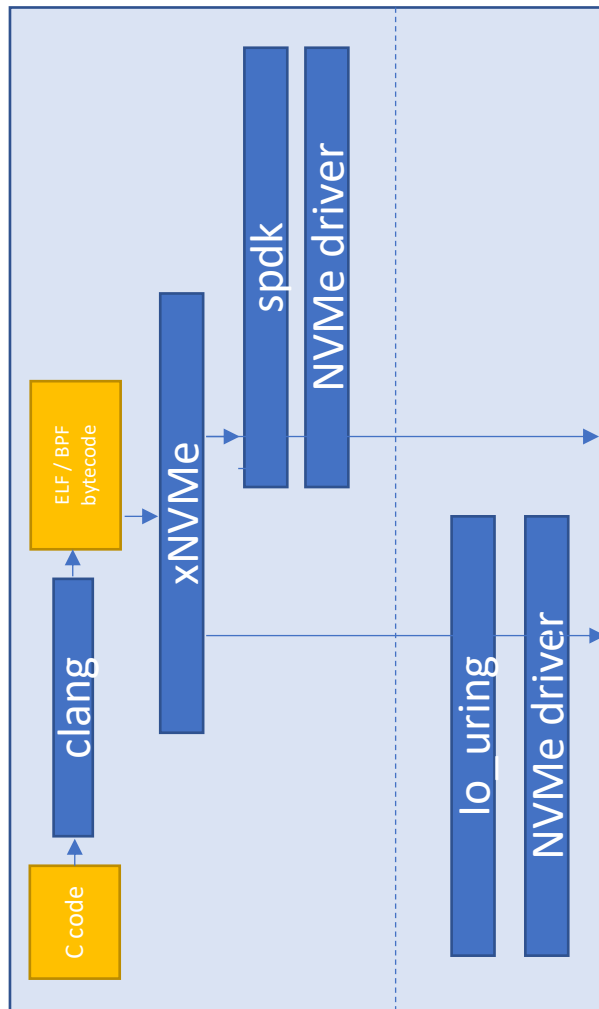 C code
clang
ELF / BPF
bytecode
xNVMe
spdk
NVMe driver
Io_uring
NVMe driver